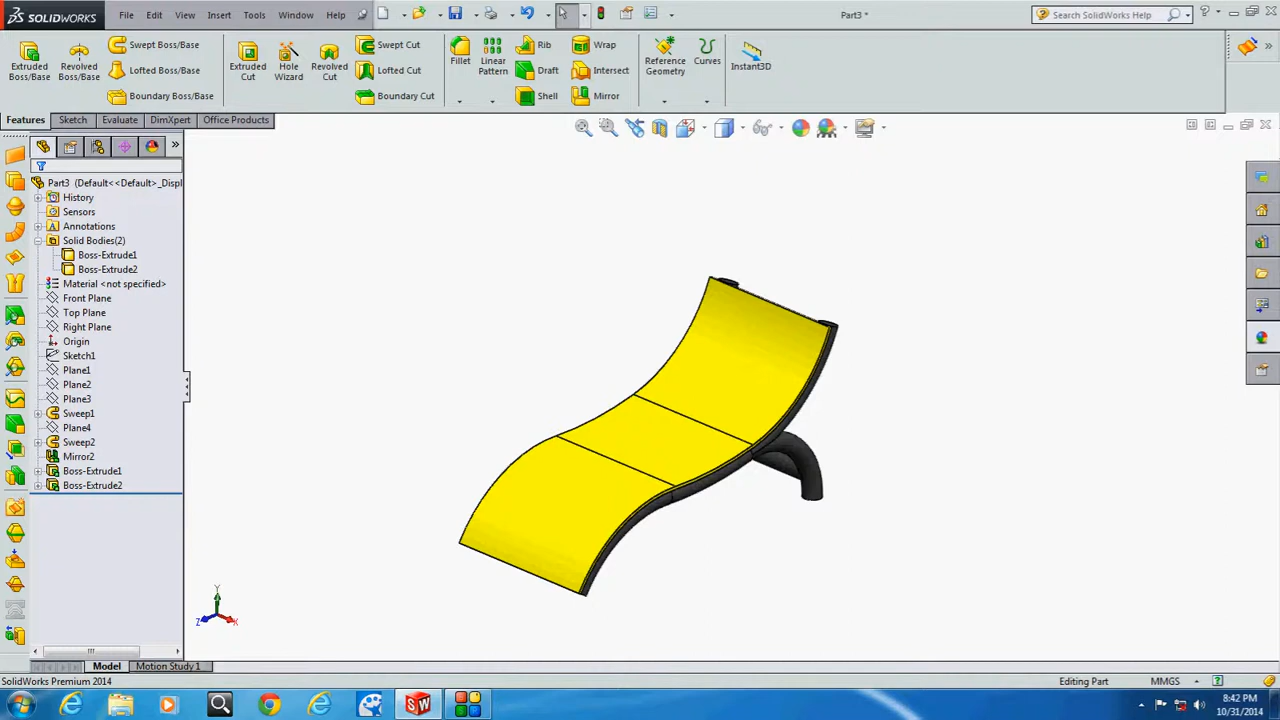 SOLIDWORKS File Edit View Insert Tools Window Help Part3 * Search SolidWorks Help
Extruded Boss/Base
Revolved Boss/Base
Swept Boss/Base
Lofted Boss/Base
Boundary Boss/Base
Extruded Cut
Hole Wizard
Revolved Cut
Swept Cut
Lofted Cut
Boundary Cut
Fillet
Linear Pattern
Rib
Draft
Shell
Wrap
Intersect
Mirror
Reference Geometry
Curves
Instant3D
Features Sketch Evaluate DimXpert Office Products
Part3 (Default<<Default>_Displ
History
Sensors
Annotations
Solid Bodies(2)
Boss-Extrude1
Boss-Extrude2
Material <not specified>
Front Plane
Top Plane
Right Plane
Origin
Sketch1
Plane1
Plane2
Plane3
Sweep1
Plane4
Sweep2
Mirror2
Boss-Extrude1
Boss-Extrude2
Y
Z X
Model Motion Study 1
SolidWorks Premium 2014 Editing Part MMGS
8:42 PM
10/31/2014